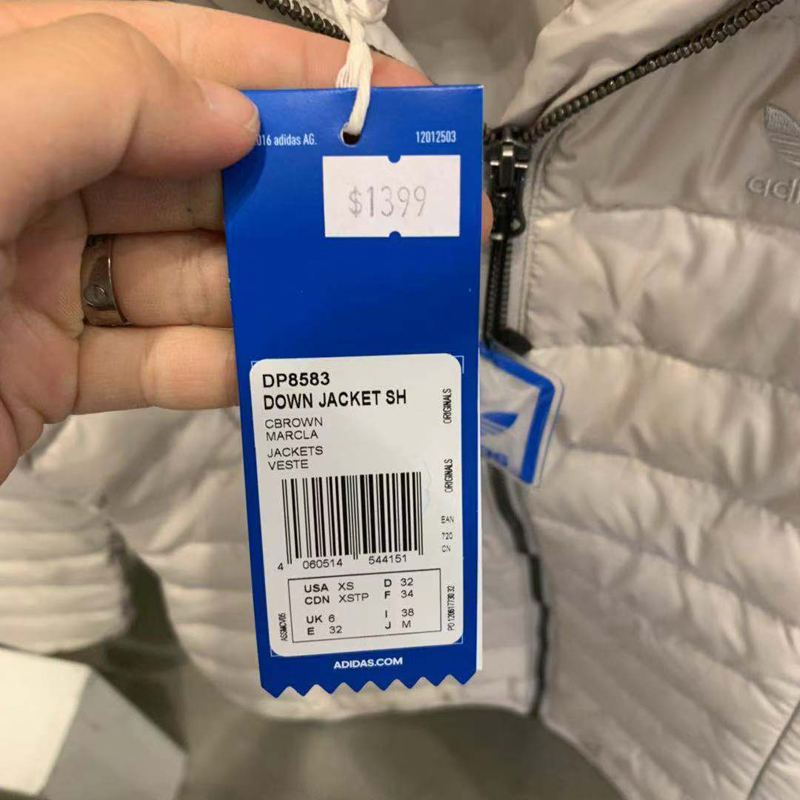 016 adidas AG.
12012503
$1399
DP8583
DOWN JACKET SH
CBROWN
MARCLA
JACKETS
VESTE
ORIGINALS
ORIGINALS
EAN
720
CN
4 060514 544151
USA XS D 32
CDN XSTP F 34
UK 6 I 38
E 32 J M
ADIDAS.COM